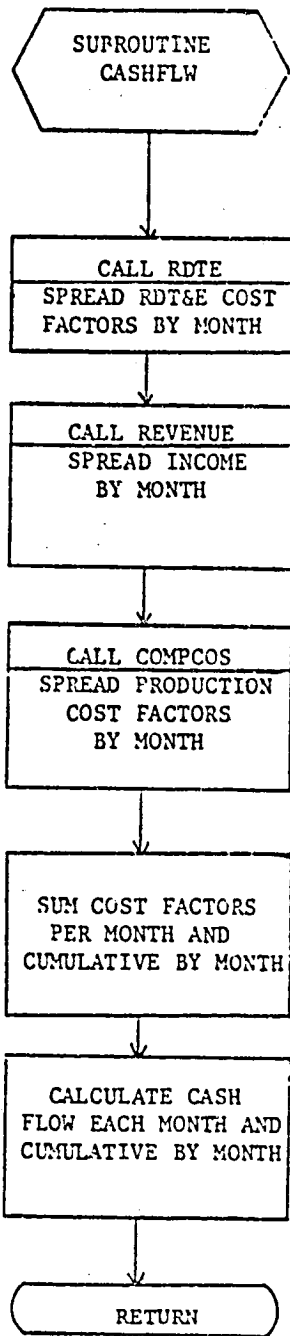 SUBROUTINE
CASHFLW
CALL RDTE
SPREAD RDT&E COST
FACTORS BY MONTH
CALL REVENUE
SPREAD INCOME
BY MONTH
CALL COMPCOS
SPREAD PRODUCTION
COST FACTORS
BY MONTH
SUM COST FACTORS
PER MONTH AND
CUMULATIVE BY MONTH
CALCULATE CASH
FLOW EACH MONTH AND
CUMULATIVE BY MONTH
RETURN